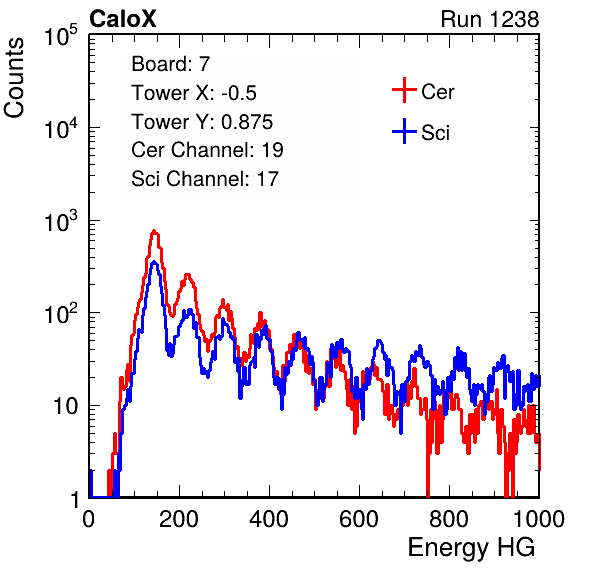 CaloX Run 1238
Counts
10^5
10^4
10^3
10^2
10
1
Board: 7
Tower X: -0.5
Tower Y: 0.875
Cer Channel: 19
Sci Channel: 17
Cer
Sci
0 200 400 600 800 1000
Energy HG